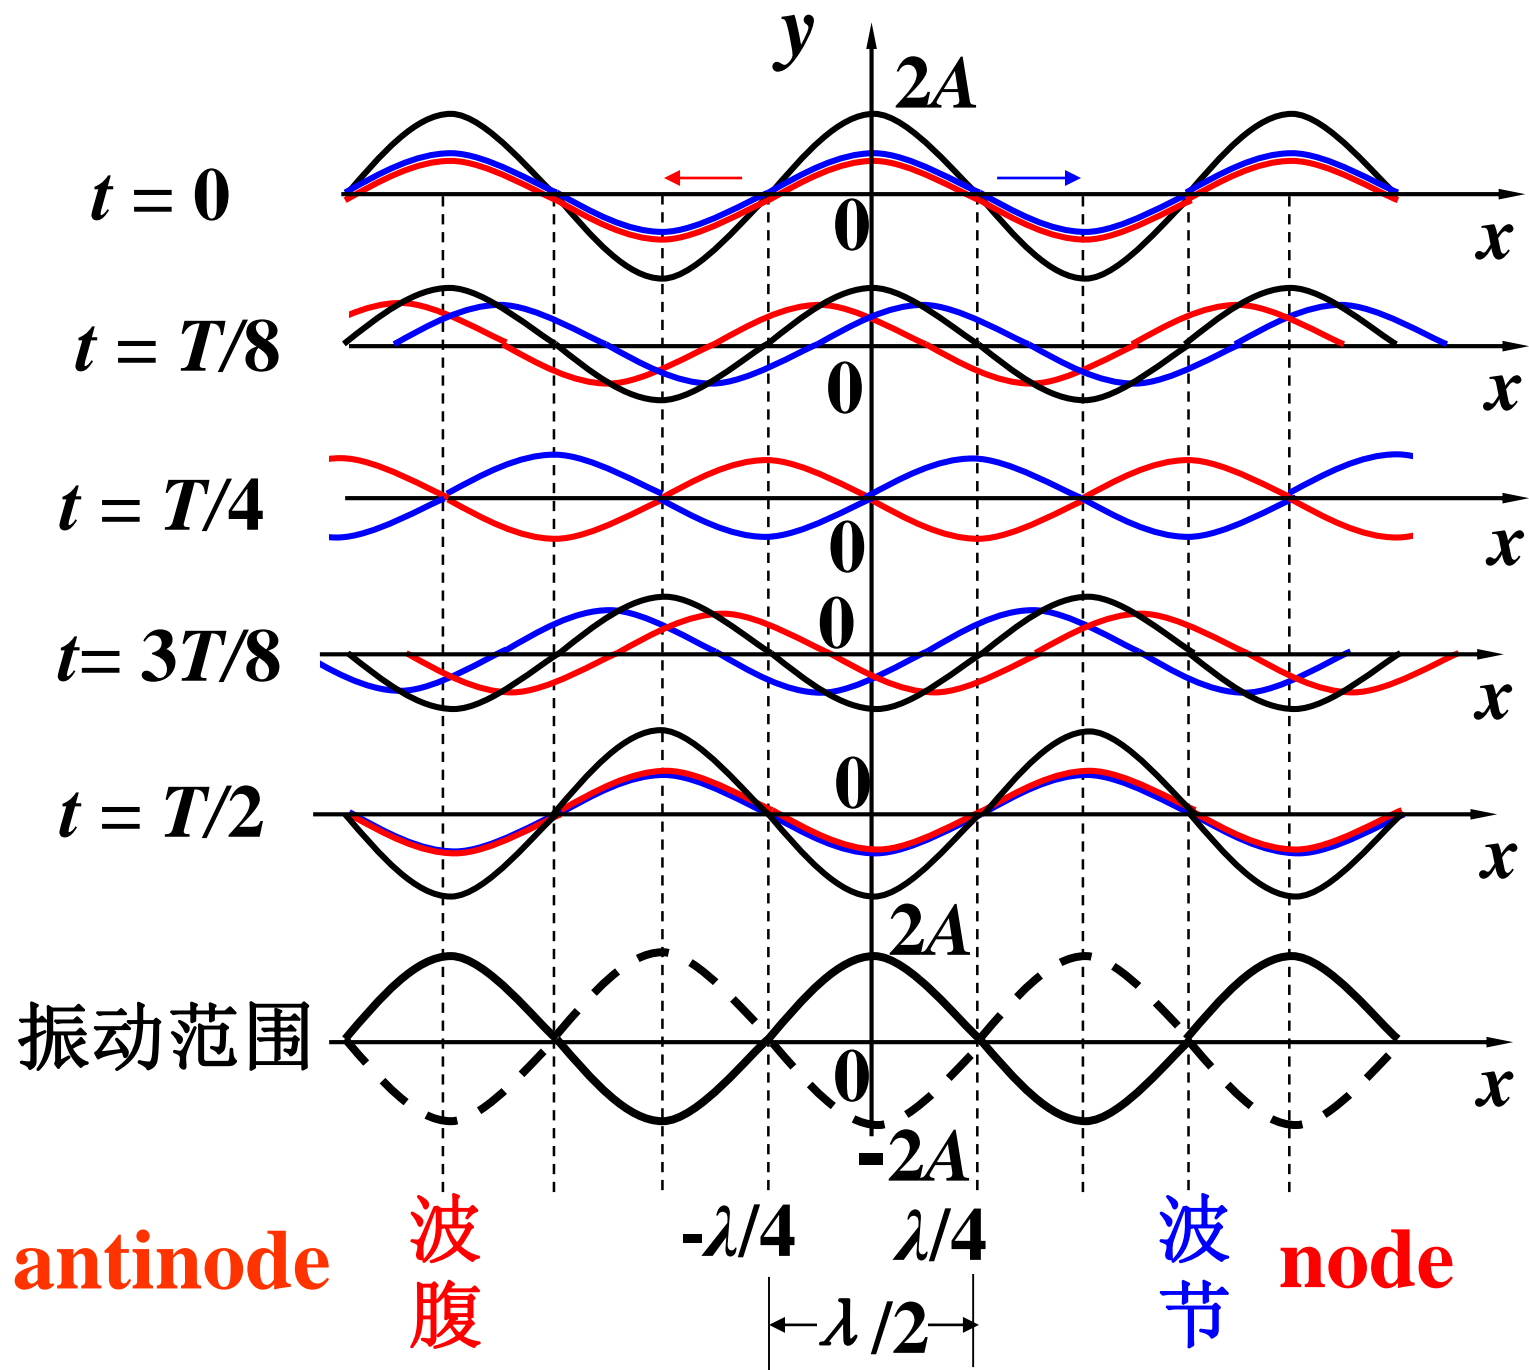 y
2A
t = 0
0
x
t = T/8
0
x
t = T/4
0
x
0
t= 3T/8
x
0
t = T/2
x
2A
振动范围
0
x
-2A
antinode
波腹
-λ/4
λ/4
波节
node
λ/2